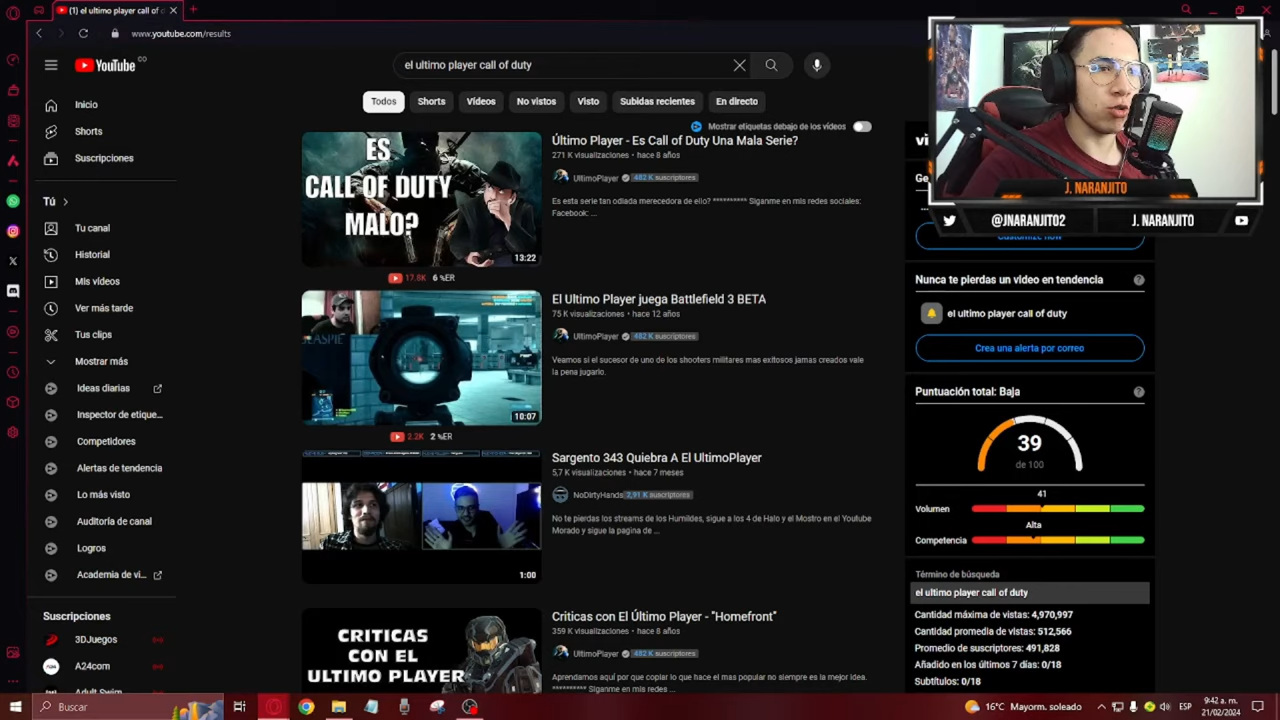 (1) el ultimo player call of d
www.youtube.com/results
YouTube CO
el ultimo player call of duty
Todos
Shorts
Vídeos
No vistos
Visto
Subidas recientes
En directo
Mostrar etiquetas debajo de los vídeos
Inicio
Shorts
Suscripciones
Tú
Tu canal
Historial
Mis vídeos
Ver más tarde
Tus clips
Mostrar más
Ideas diarias
Inspector de etique...
Competidores
Alertas de tendencia
Lo más visto
Auditoría de canal
Logros
Academia de vi...
Suscripciones
3DJuegos
A24com
Adult Swim
ES
CALL OF DUTY
MALO?
13:22
17.8K 6 %ER
Último Player - Es Call of Duty Una Mala Serie?
271 K visualizaciones • hace 8 años
UltimoPlayer 482 K suscriptores
Es esta serie tan odiada merecedora de ello? ********** Siganme en mis redes sociales:
Facebook: ...
10:07
2.2K 2 %ER
El Ultimo Player juega Battlefield 3 BETA
75 K visualizaciones • hace 12 años
UltimoPlayer 482 K suscriptores
Veamos si el sucesor de uno de los shooters militares mas exitosos jamas creados vale
la pena jugarlo.
1:00
Sargento 343 Quiebra A El UltimoPlayer
5,7 K visualizaciones • hace 7 meses
NoDirtyHands 2,91 K suscriptores
No te pierdas los streams de los Humildes, sigue a los 4 de Halo y el Mostro en el Youtube
Morado y sigue la pagina de ...
CRITICAS
CON EL
ULTIMO PLAYER
Criticas con El Último Player - "Homefront"
359 K visualizaciones • hace 8 años
UltimoPlayer 482 K suscriptores
Aprendamos aqui por que copiar lo que hace el mas popular no siempre es la mejor idea.
********** Siganme en mis redes ...
J. NARANJITO
@JNARANJITO2
J. NARANJITO
Customize now
Nunca te pierdas un video en tendencia
el ultimo player call of duty
Crea una alerta por correo
Puntuación total: Baja
39
de 100
41
Volumen
Alta
Competencia
Término de búsqueda
el ultimo player call of duty
Cantidad máxima de vistas: 4,970,997
Cantidad promedia de vistas: 512,566
Promedio de suscriptores: 491,828
Añadido en los últimos 7 días: 0/18
Subtítulos: 0/18
Buscar
16°C Mayorm. soleado
ESP
9:42 a. m.
21/02/2024